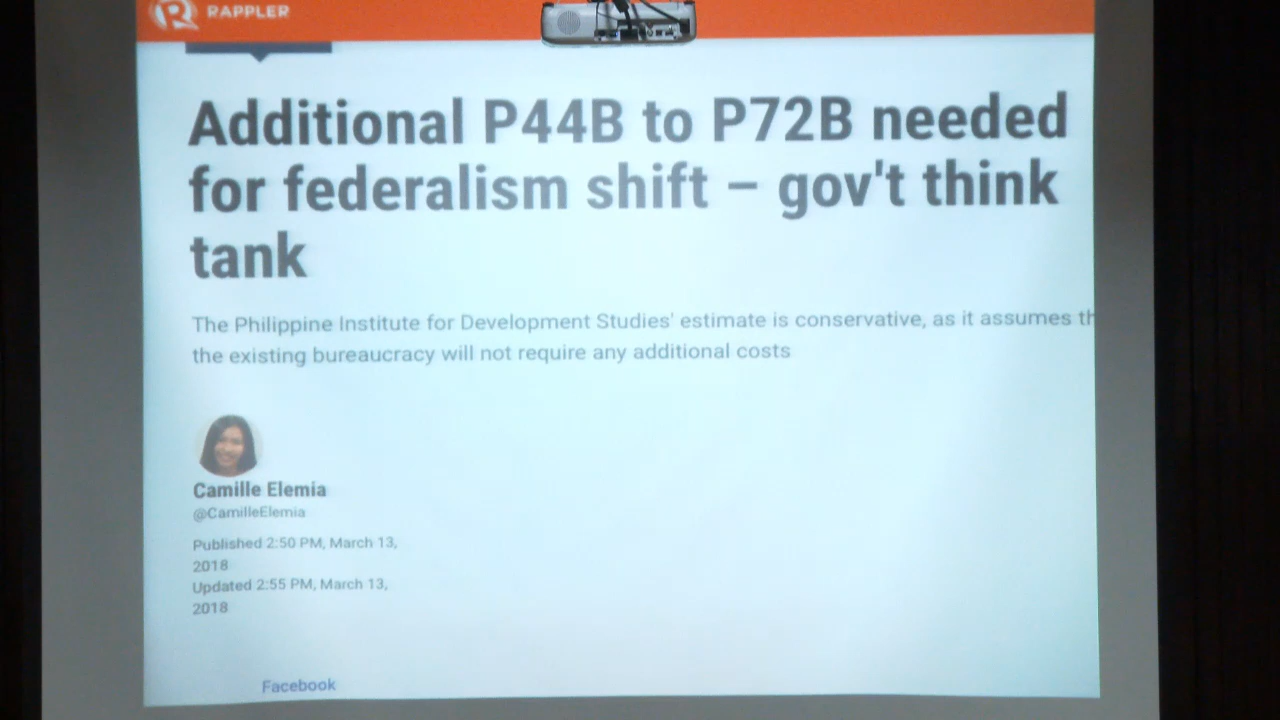 RAPPLER
Additional P44B to P72B needed
for federalism shift – gov't think
tank
The Philippine Institute for Development Studies' estimate is conservative, as it assumes th
the existing bureaucracy will not require any additional costs
Camille Elemia
@CamilleElemia
Published 2:50 PM, March 13,
2018
Updated 2:55 PM, March 13,
2018
Facebook